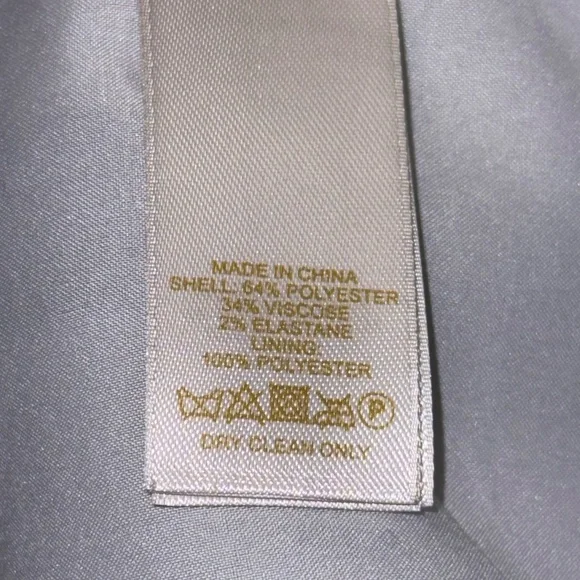 MADE IN CHINA
SHELL: 64% POLYESTER
34% VISCOSE
2% ELASTANE
LINING
100% POLYESTER
P
DRY CLEAN ONLY